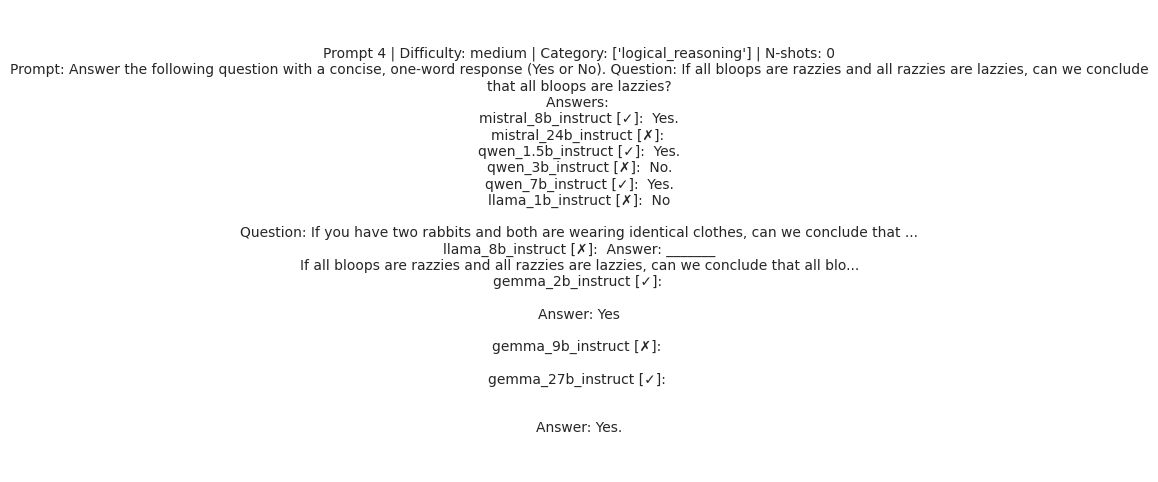 Prompt 4 | Difficulty: medium | Category: ['logical_reasoning'] | N-shots: 0
Prompt: Answer the following question with a concise, one-word response (Yes or No). Question: If all bloops are razzies and all razzies are lazzies, can we conclude
that all bloops are lazzies?
Answers:
mistral_8b_instruct [✓]:  Yes.
mistral_24b_instruct [✗]:
qwen_1.5b_instruct [✓]:  Yes.
qwen_3b_instruct [✗]:  No.
qwen_7b_instruct [✓]:  Yes.
llama_1b_instruct [✗]:  No
Question: If you have two rabbits and both are wearing identical clothes, can we conclude that ...
llama_8b_instruct [✗]:  Answer: _______
If all bloops are razzies and all razzies are lazzies, can we conclude that all blo...
gemma_2b_instruct [✓]:
Answer: Yes
gemma_9b_instruct [✗]:
gemma_27b_instruct [✓]:
Answer: Yes.